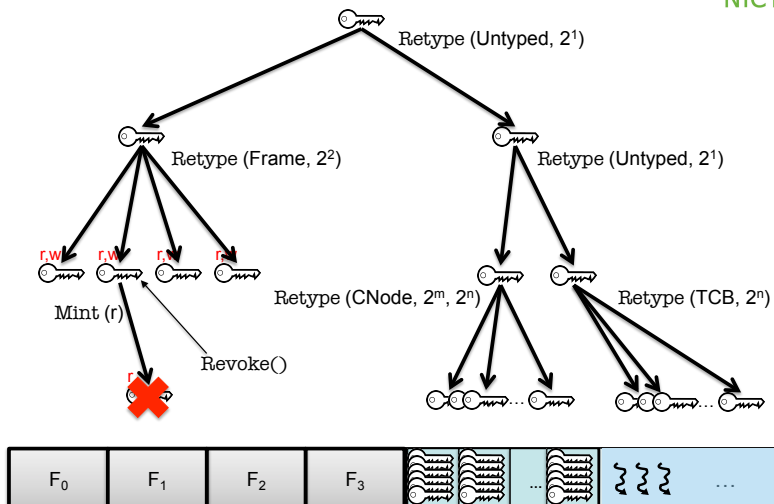 Retype (Untyped, 2¹)
Retype (Frame, 2²)
Retype (Untyped, 2¹)
r,w
r,w
Retype (CNode, 2ᵐ, 2ⁿ)
Retype (TCB, 2ⁿ)
Mint (r)
Revoke()
r
...
...
F₀
F₁
F₂
F₃
...
...